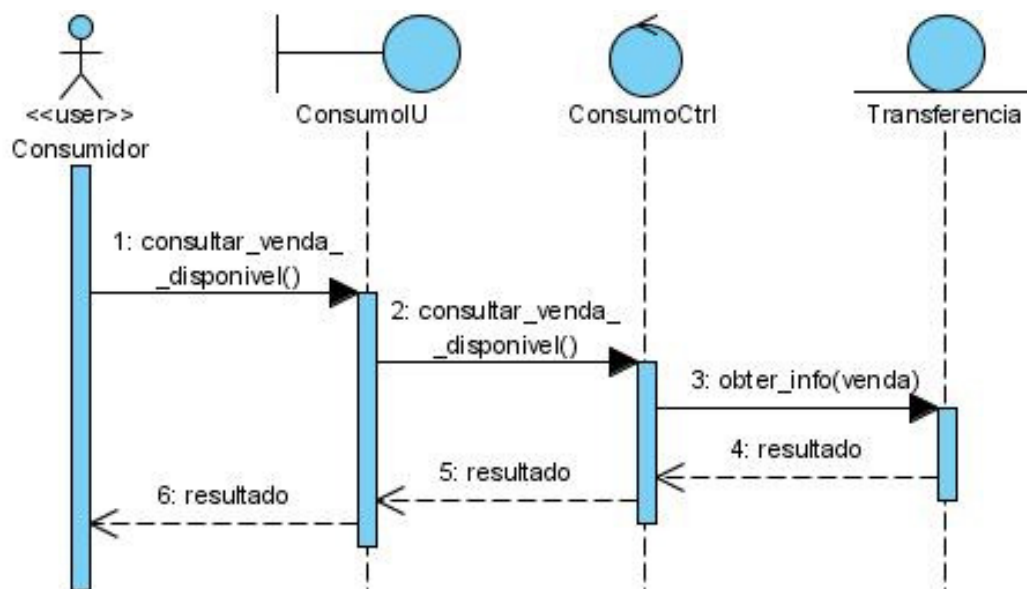 <<user>>
Consumidor
ConsumoIU
ConsumoCtrl
Transferencia
1: consultar_venda_
_disponivel()
2: consultar_venda_
_disponivel()
3: obter_info(venda)
4: resultado
5: resultado
6: resultado